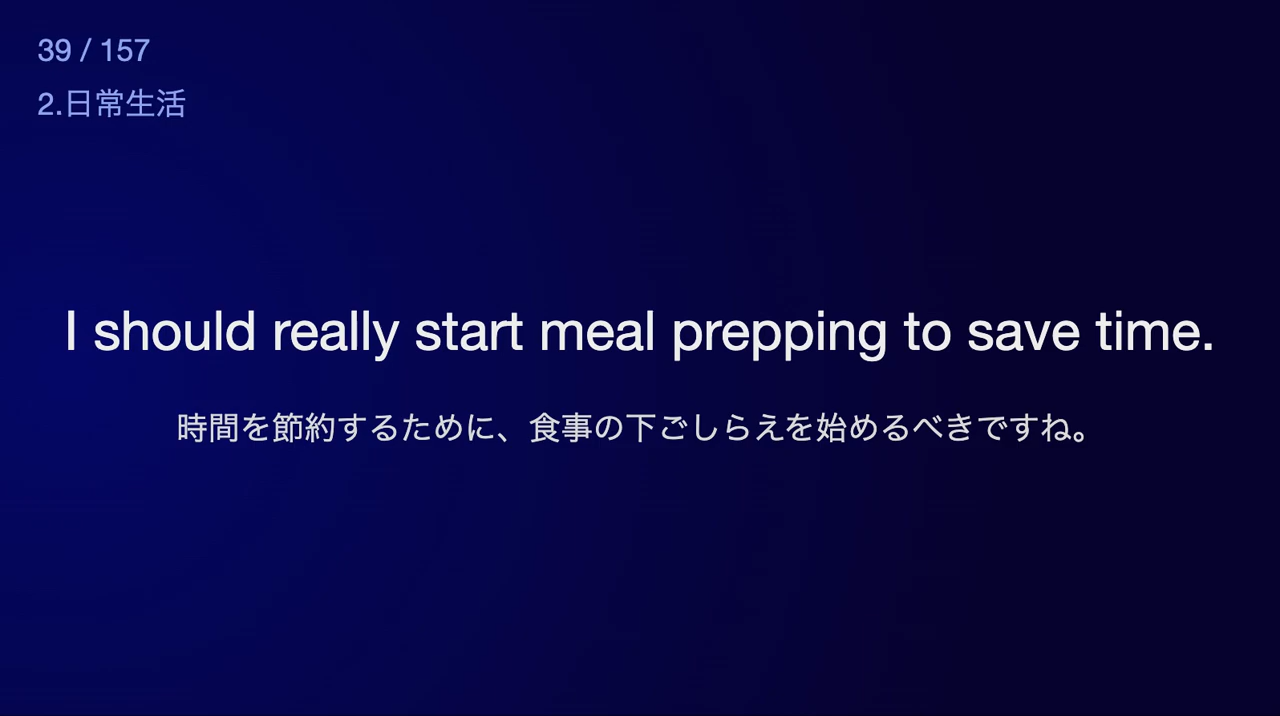 39 / 157
2.日常生活
I should really start meal prepping to save time.
時間を節約するために、食事の下ごしらえを始めるべきですね。